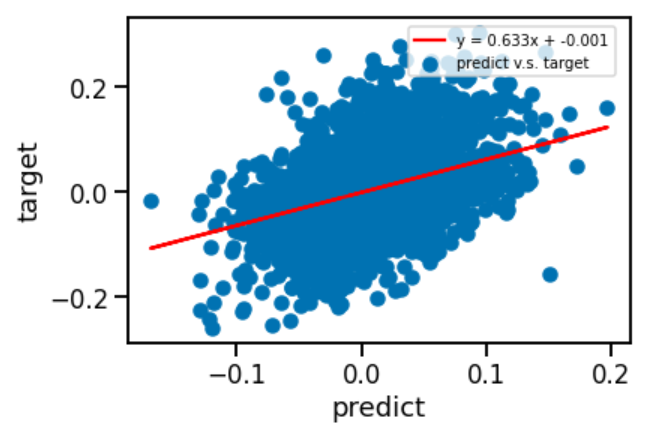 y = 0.633x + -0.001
predict v.s. target
0.2
0.0
−0.2
target
−0.1
0.0
0.1
0.2
predict